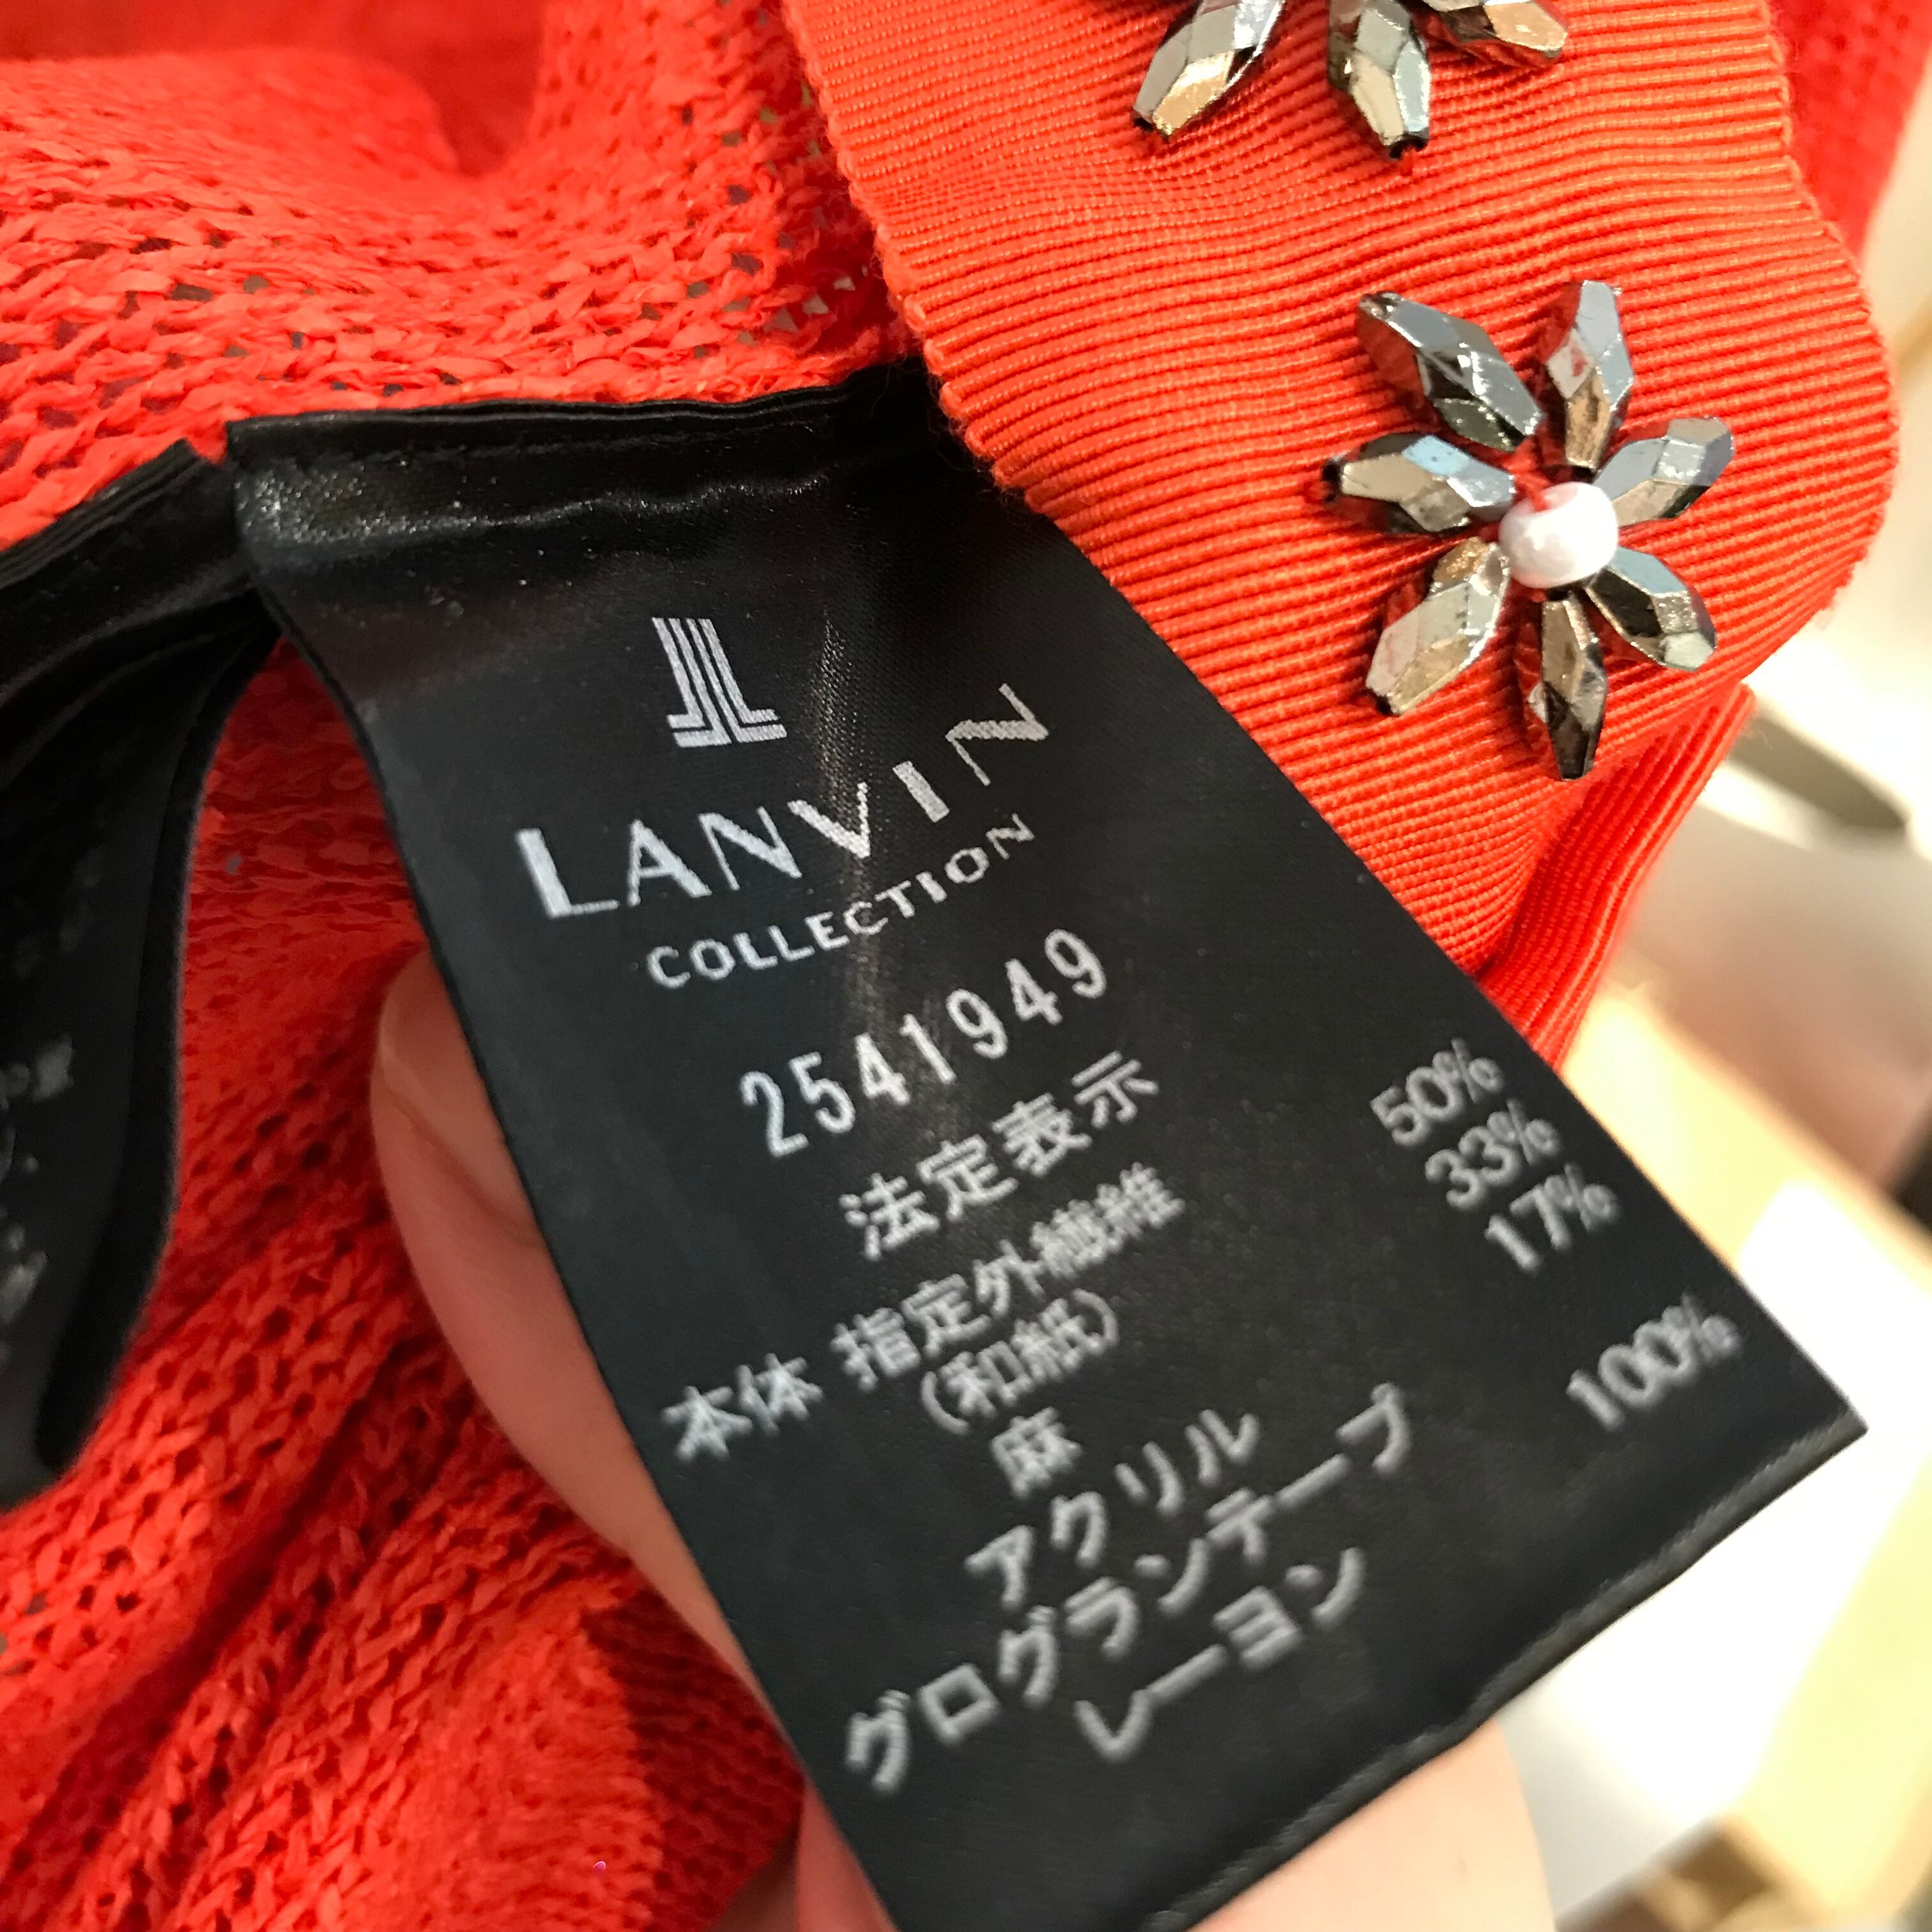 LANVIN
COLLECTION
2541949
法定表示
本体 指定外繊維 50%
(和紙)
麻 33%
アクリル 17%
グログランテープ
レーヨン 100%